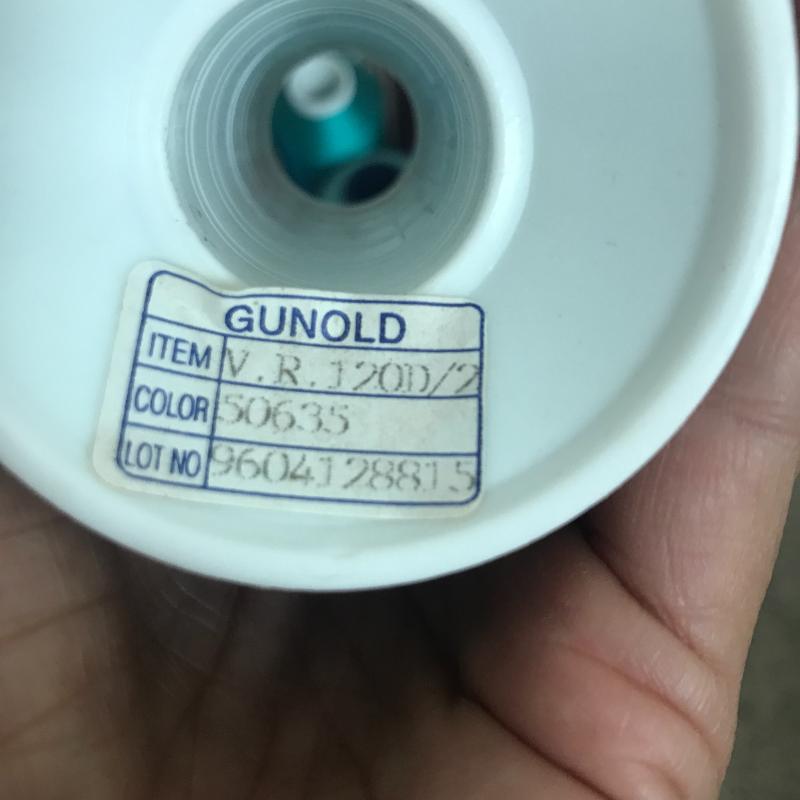 GUNOLD
ITEM V.R.120D/2
COLOR 50635
LOT NO 9604128815